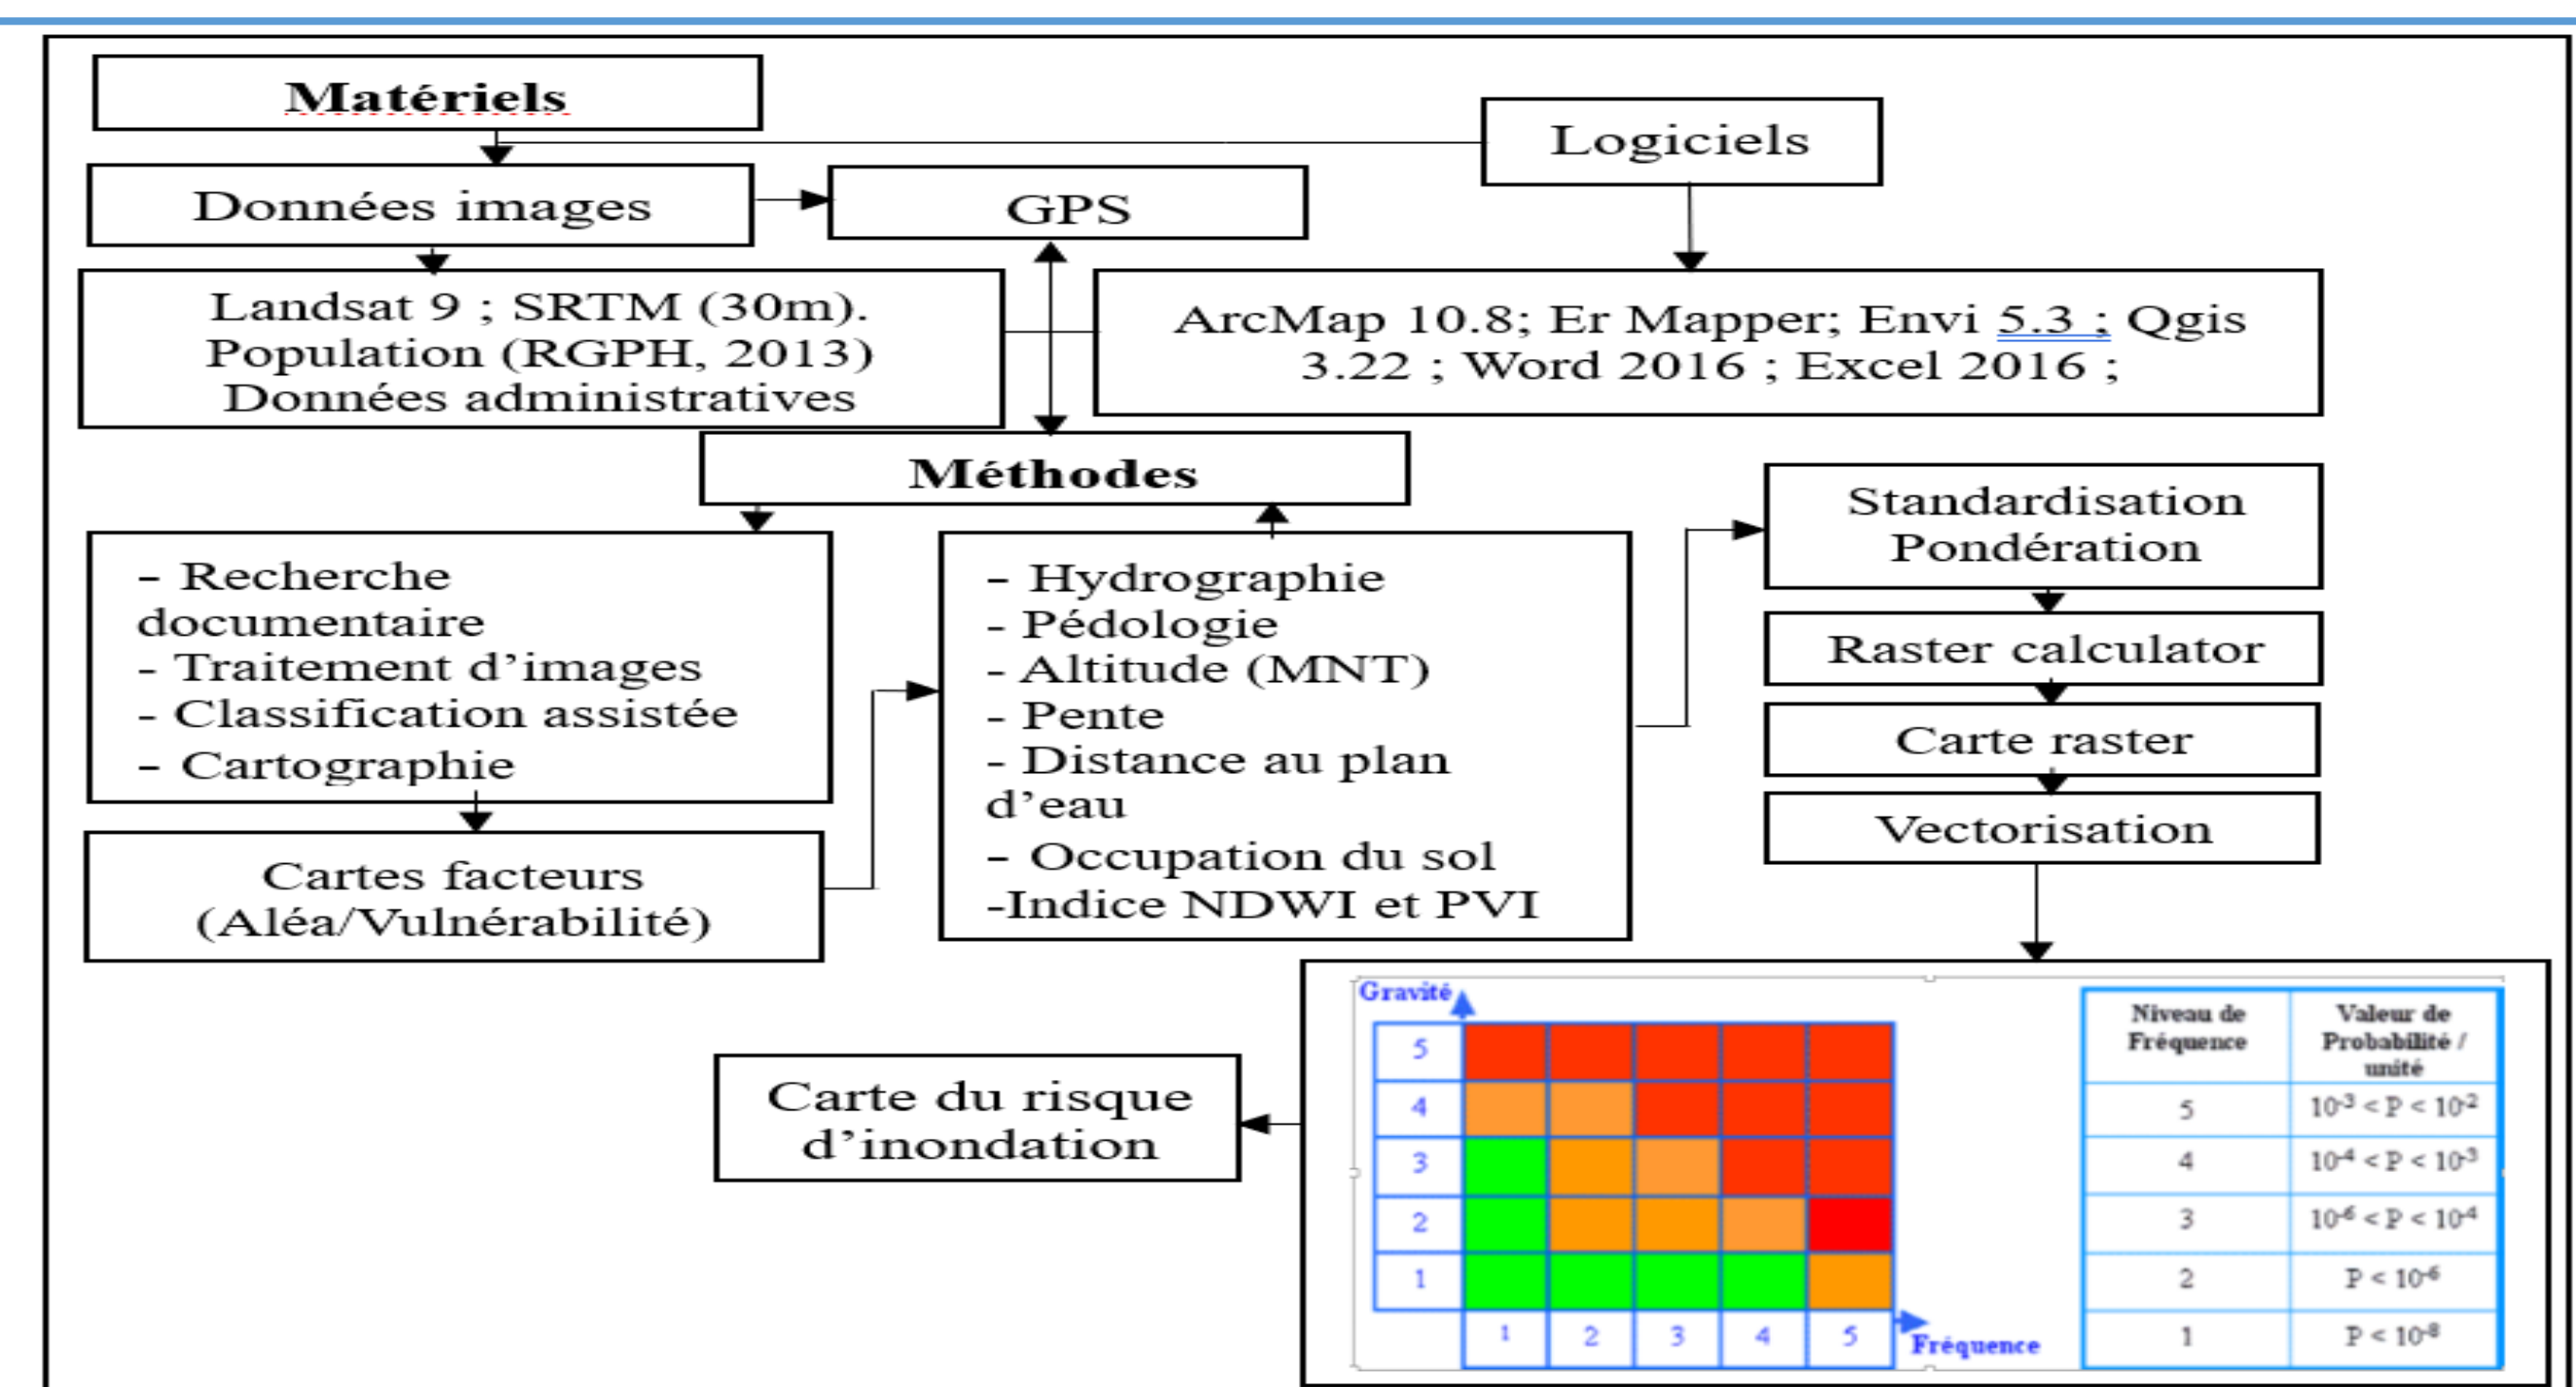 Matériels
Logiciels
Données images
GPS
Landsat 9 ; SRTM (30m).
Population (RGPH, 2013)
Données administratives
ArcMap 10.8; Er Mapper; Envi 5.3 ; Qgis
3.22 ; Word 2016 ; Excel 2016 ;
Méthodes
- Recherche
documentaire
- Traitement d’images
- Classification assistée
- Cartographie
Cartes facteurs
(Aléa/Vulnérabilité)
- Hydrographie
- Pédologie
- Altitude (MNT)
- Pente
- Distance au plan
d’eau
- Occupation du sol
-Indice NDWI et PVI
Standardisation
Pondération
Raster calculator
Carte raster
Vectorisation
Carte du risque
d’inondation
Gravité
5
4
3
2
1
1 2 3 4 5
Fréquence
Niveau de
Fréquence
Valeur de
Probabilité /
unité
5 10⁻³ < P < 10⁻²
4 10⁻⁴ < P < 10⁻³
3 10⁻⁶ < P < 10⁻⁴
2 P < 10⁻⁶
1 P < 10⁻⁸